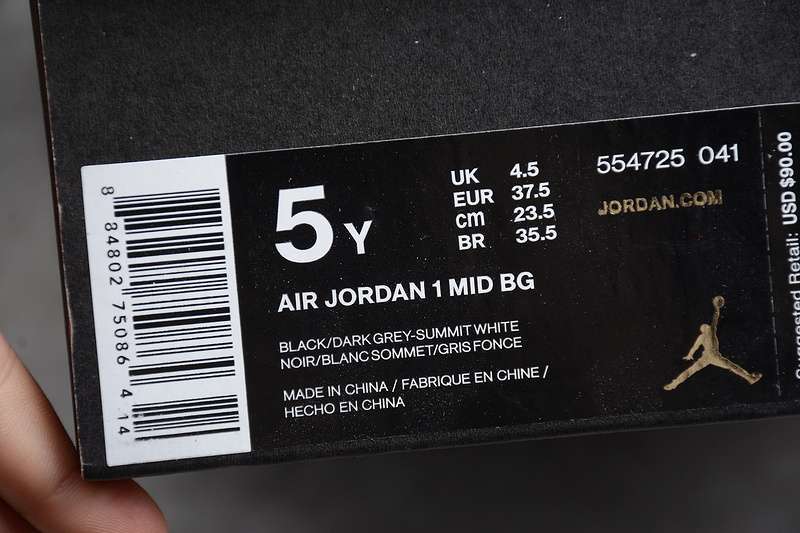 8 84802 75086 4 14
5 Y
UK 4.5
EUR 37.5
cm 23.5
BR 35.5
554725 041
JORDAN.COM
AIR JORDAN 1 MID BG
BLACK/DARK GREY-SUMMIT WHITE
NOIR/BLANC SOMMET/GRIS FONCE
MADE IN CHINA / FABRIQUE EN CHINE /
HECHO EN CHINA
Suggested Retail: USD $90.00